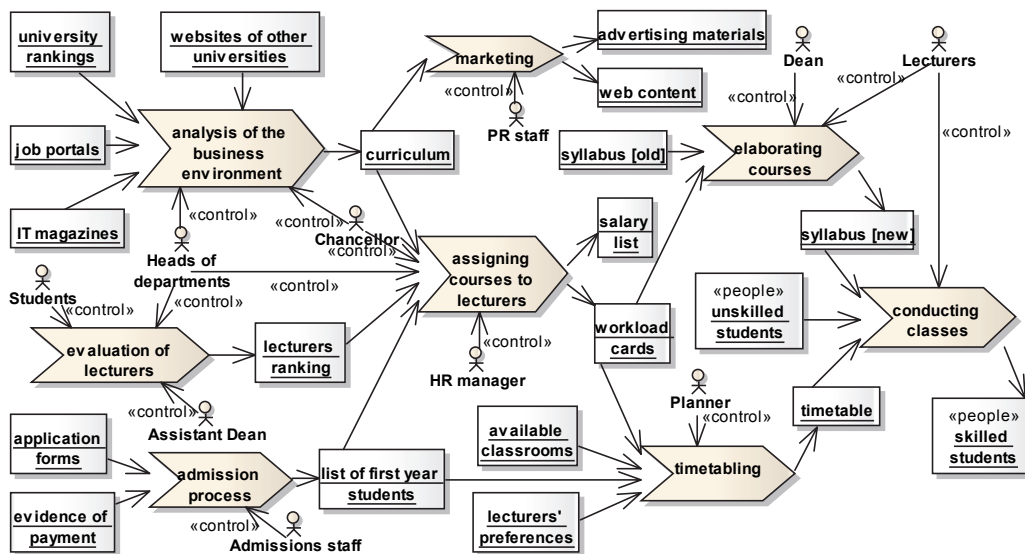 university
rankings
websites of other
universities
job portals
IT magazines
analysis of the
business
environment
curriculum
marketing
advertising materials
web content
«control»
PR staff
Dean
Lecturers
«control»
«control»
«control»
syllabus [old]
elaborating
courses
syllabus [new]
«control»
«control»
Chancellor
«control»
Heads of
departments
«control»
«control»
assigning
courses to
lecturers
salary
list
workload
cards
«control»
HR manager
Students
«control»
evaluation of
lecturers
lecturers
ranking
«control»
Assistant Dean
«people»
unskilled
students
conducting
classes
«people»
skilled
students
timetable
Planner
«control»
available
classrooms
timetabling
lecturers'
preferences
application
forms
evidence of
payment
admission
process
list of first year
students
«control»
Admissions staff